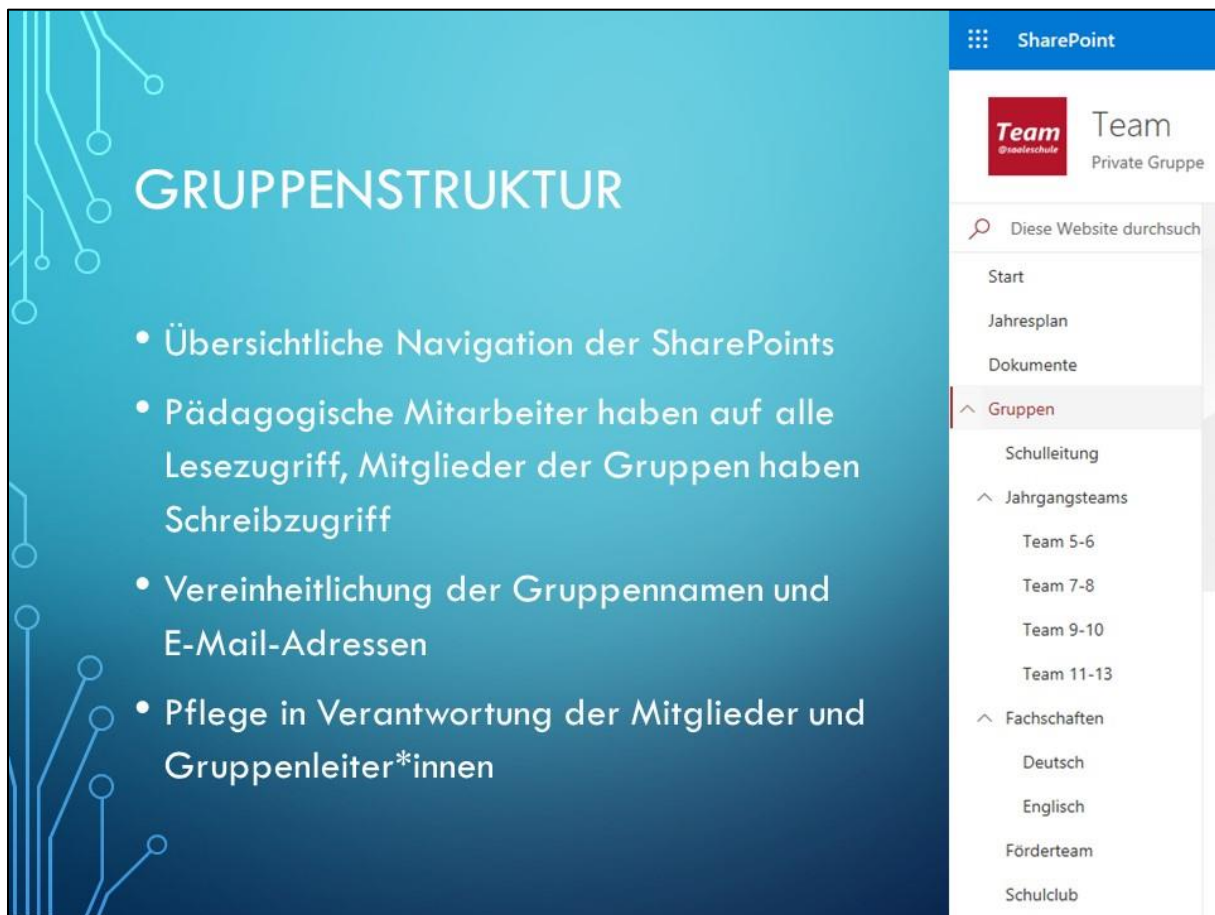 GRUPPENSTRUKTUR
• Übersichtliche Navigation der SharePoints
• Pädagogische Mitarbeiter haben auf alle
Lesezugriff, Mitglieder der Gruppen haben
Schreibzugriff
• Vereinheitlichung der Gruppennamen und
E-Mail-Adressen
• Pflege in Verantwortung der Mitglieder und
Gruppenleiter*innen
SharePoint
Team
@saaleschule
Team
Private Gruppe
Diese Website durchsuch
Start
Jahresplan
Dokumente
Gruppen
Schulleitung
Jahrgangsteams
Team 5-6
Team 7-8
Team 9-10
Team 11-13
Fachschaften
Deutsch
Englisch
Förderteam
Schulclub